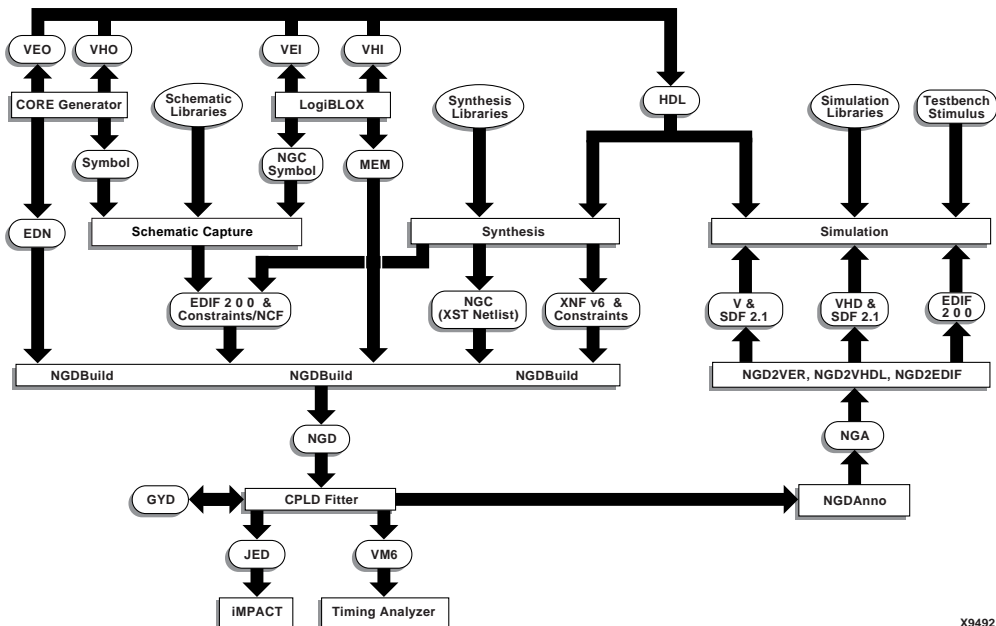 VEO
VHO
VEI
VHI
CORE Generator
Schematic
Libraries
LogiBLOX
Synthesis
Libraries
HDL
Simulation
Libraries
Testbench
Stimulus
Symbol
NGC
Symbol
MEM
EDN
Schematic Capture
Synthesis
Simulation
EDIF 2 0 0 &
Constraints/NCF
NGC
(XST Netlist)
XNF v6 &
Constraints
V &
SDF 2.1
VHD &
SDF 2.1
EDIF
2 0 0
NGDBuild
NGDBuild
NGDBuild
NGD2VER, NGD2VHDL, NGD2EDIF
NGD
NGA
GYD
CPLD Fitter
NGDAnno
JED
VM6
iMPACT
Timing Analyzer
X9492